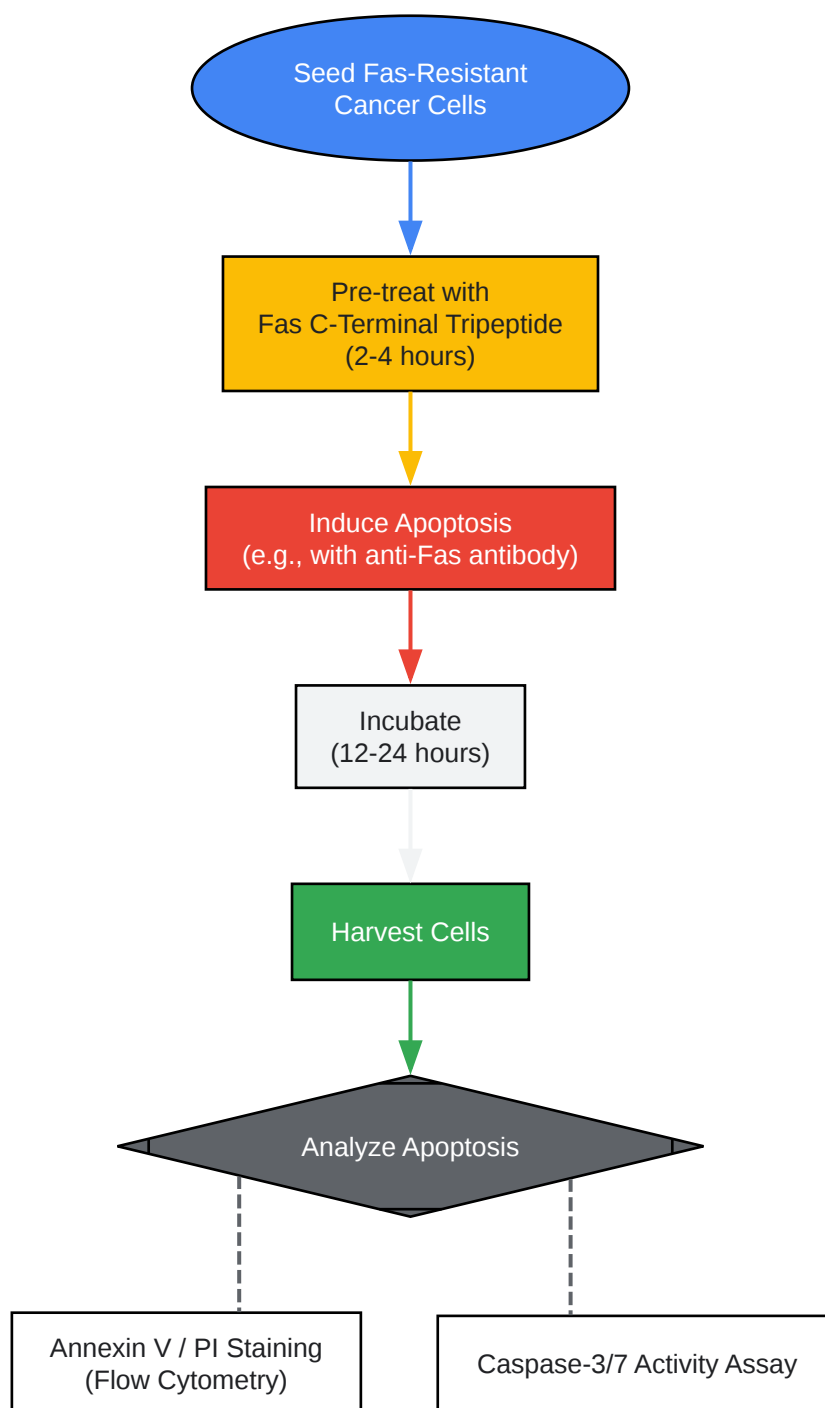 Seed Fas-Resistant
Cancer Cells
Pre-treat with
Fas C-Terminal Tripeptide
(2-4 hours)
Induce Apoptosis
(e.g., with anti-Fas antibody)
Incubate
(12-24 hours)
Harvest Cells
Analyze Apoptosis
Annexin V / PI Staining
(Flow Cytometry)
Caspase-3/7 Activity Assay